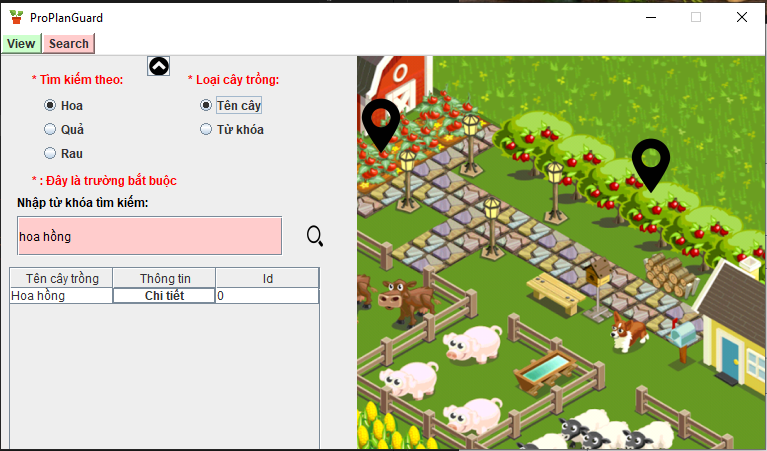 ProPlanGuard
View Search
* Tìm kiếm theo: * Loại cây trồng:
Hoa Tên cây
Quả Từ khóa
Rau
* : Đây là trường bắt buộc
Nhập từ khóa tìm kiếm:
hoa hồng
Tên cây trồng Thông tin Id
Hoa hồng Chi tiết 0